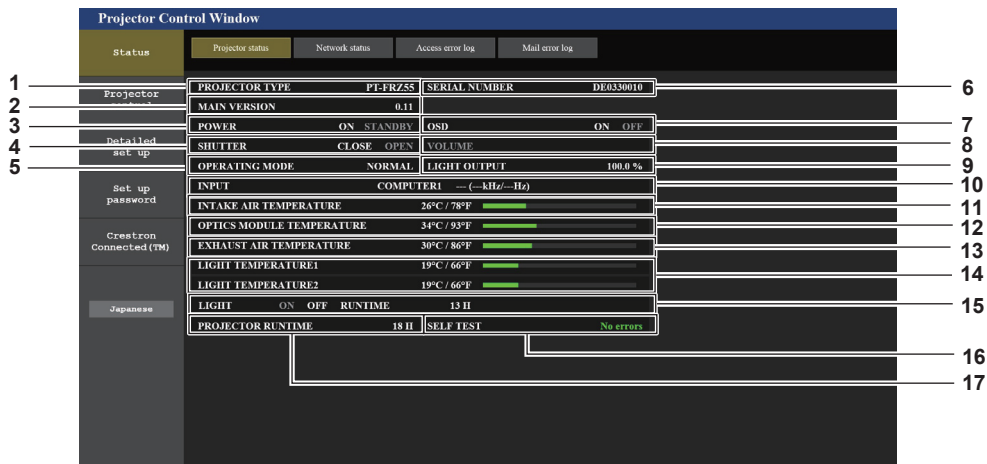 Projector Control Window
Status
Projector status Network status Access error log Mail error log
1 PROJECTOR TYPE PT-FRZ55 SERIAL NUMBER DE0330010 6
Projector
2 MAIN VERSION 0.11
3 POWER ON STANDBY OSD ON OFF 7
Detailed
set up
4 SHUTTER CLOSE OPEN VOLUME 8
5 OPERATING MODE NORMAL LIGHT OUTPUT 100.0 % 9
Set up
password
INPUT COMPUTER1 --- (---kHz/---Hz) 10
INTAKE AIR TEMPERATURE 26°C / 78°F 11
OPTICS MODULE TEMPERATURE 34°C / 93°F 12
Crestron
Connected(TM)
EXHAUST AIR TEMPERATURE 30°C / 86°F 13
LIGHT TEMPERATURE1 19°C / 66°F
LIGHT TEMPERATURE2 19°C / 66°F 14
Japanese
LIGHT ON OFF RUNTIME 13 H 15
PROJECTOR RUNTIME 18 H SELF TEST No errors
16
17